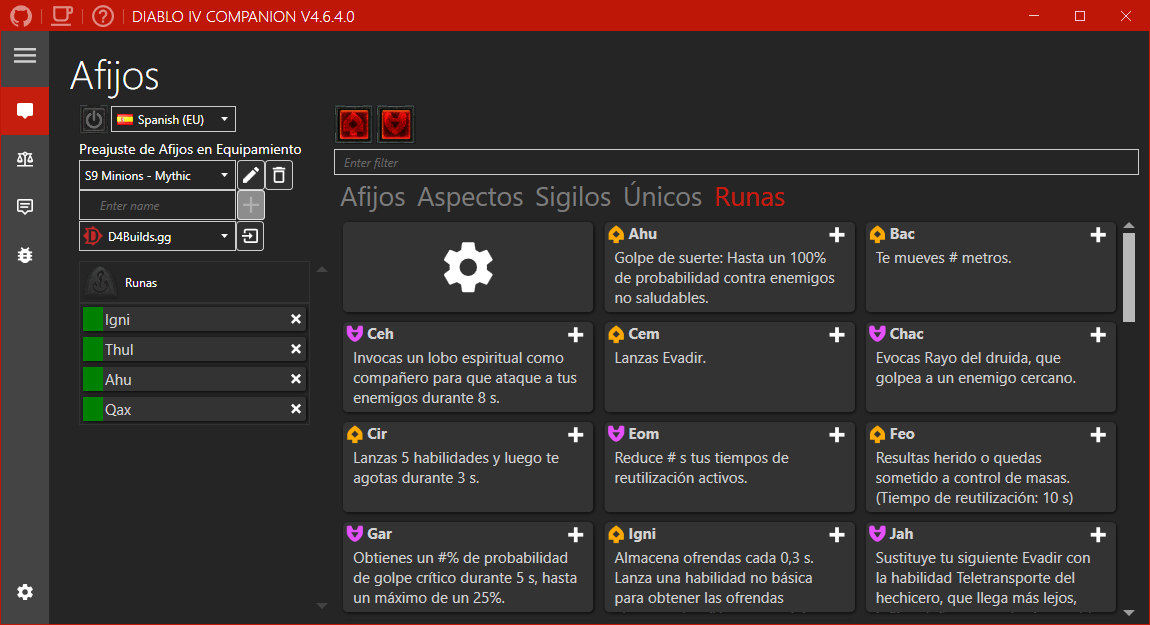 DIABLO IV COMPANION V4.6.4.0
Afijos
Spanish (EU)
Preajuste de Afijos en Equipamiento
S9 Minions - Mythic
Enter name
D4Builds.gg
Runas
Igni
Thul
Ahu
Qax
Enter filter
Afijos Aspectos Sigilos Únicos Runas
Ahu
Golpe de suerte: Hasta un 100%
de probabilidad contra enemigos
no saludables.
Bac
Te mueves # metros.
Ceh
Invocas un lobo espiritual como
compañero para que ataque a tus
enemigos durante 8 s.
Cem
Lanzas Evadir.
Chac
Evocas Rayo del druida, que
golpea a un enemigo cercano.
Cir
Lanzas 5 habilidades y luego te
agotas durante 3 s.
Eom
Reduce # s tus tiempos de
reutilización activos.
Feo
Resultas herido o quedas
sometido a control de masas.
(Tiempo de reutilización: 10 s)
Gar
Obtienes un #% de probabilidad
de golpe crítico durante 5 s, hasta
un máximo de un 25%.
Igni
Almacena ofrendas cada 0,3 s.
Lanza una habilidad no básica
para obtener las ofrendas
Jah
Sustituye tu siguiente Evadir con
la habilidad Teletransporte del
hechicero, que llega más lejos,